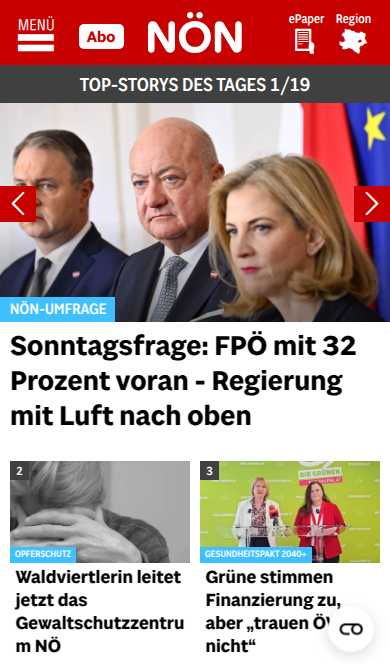 MENÜ
Abo
NÖN
ePaper
Region
TOP-STORYS DES TAGES 1/19
NÖN-UMFRAGE
Sonntagsfrage: FPÖ mit 32
Prozent voran - Regierung
mit Luft nach oben
2
OPFERSCHUTZ
Waldviertlerin leitet
jetzt das
Gewaltschutzzentru
m NÖ
3
DIE GRÜNEN
GESUNDHEITSPAKT 2040+
Grüne stimmen
Finanzierung zu,
aber „trauen
nicht“